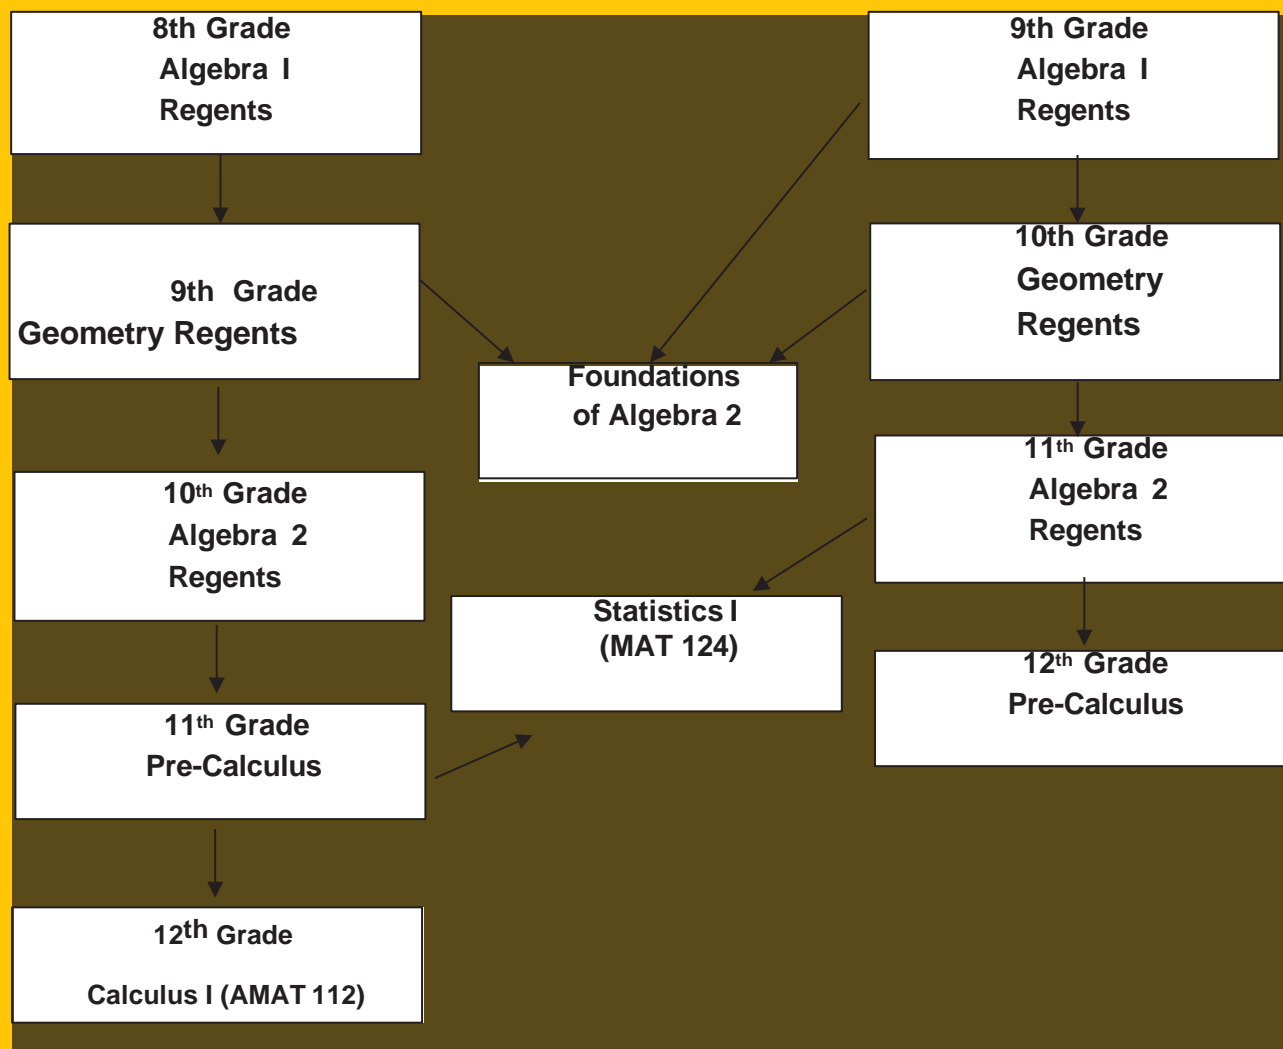 8th Grade
Algebra I
Regents
9th Grade
Algebra I
Regents
9th Grade
Geometry Regents
10th Grade
Geometry
Regents
Foundations
of Algebra 2
10th Grade
Algebra 2
Regents
11th Grade
Algebra 2
Regents
Statistics I
(MAT 124)
11th Grade
Pre-Calculus
12th Grade
Pre-Calculus
12th Grade
Calculus I (AMAT 112)